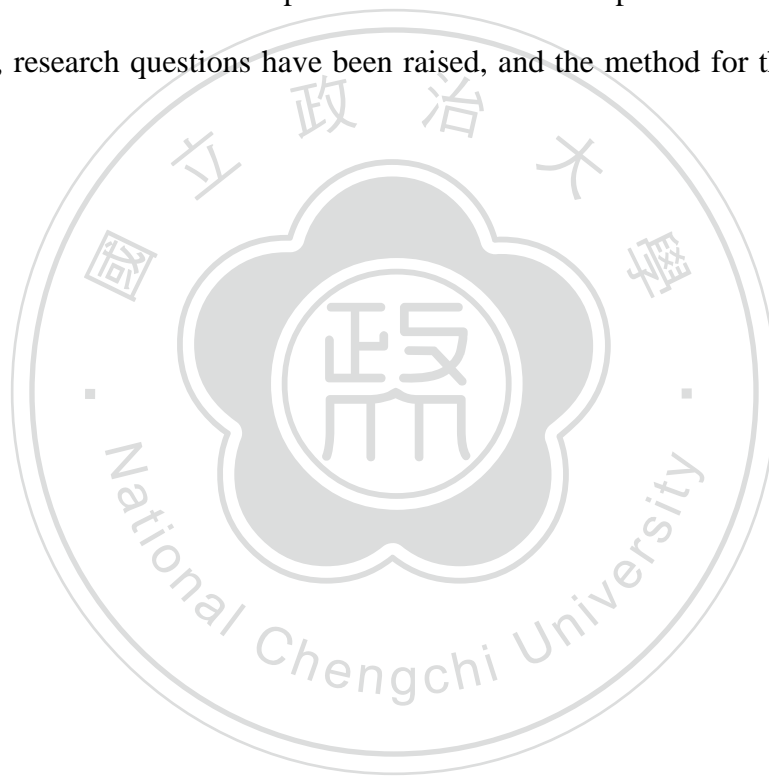 , research questions have been raised, and the method for
國立政治大學
政大
National Chengchi University